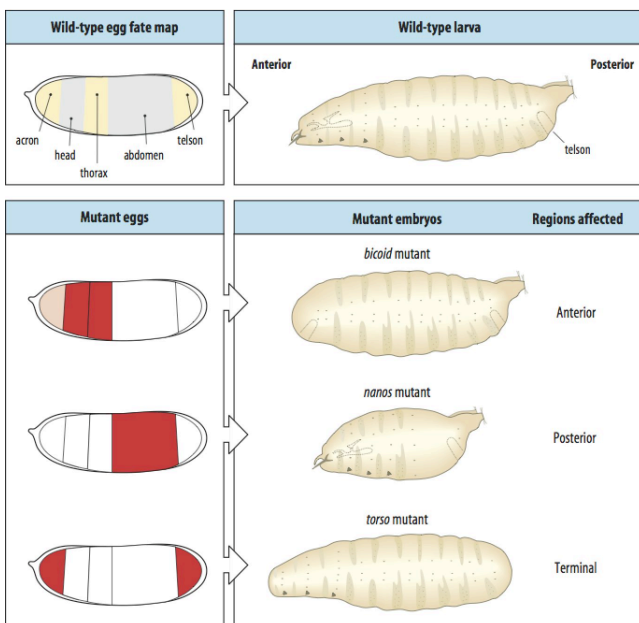 Wild-type egg fate map
Wild-type larva
Anterior
Posterior
acron
head
thorax
abdomen
telson
telson
Mutant eggs
Mutant embryos
Regions affected
bicoid mutant
Anterior
nanos mutant
Posterior
torso mutant
Terminal